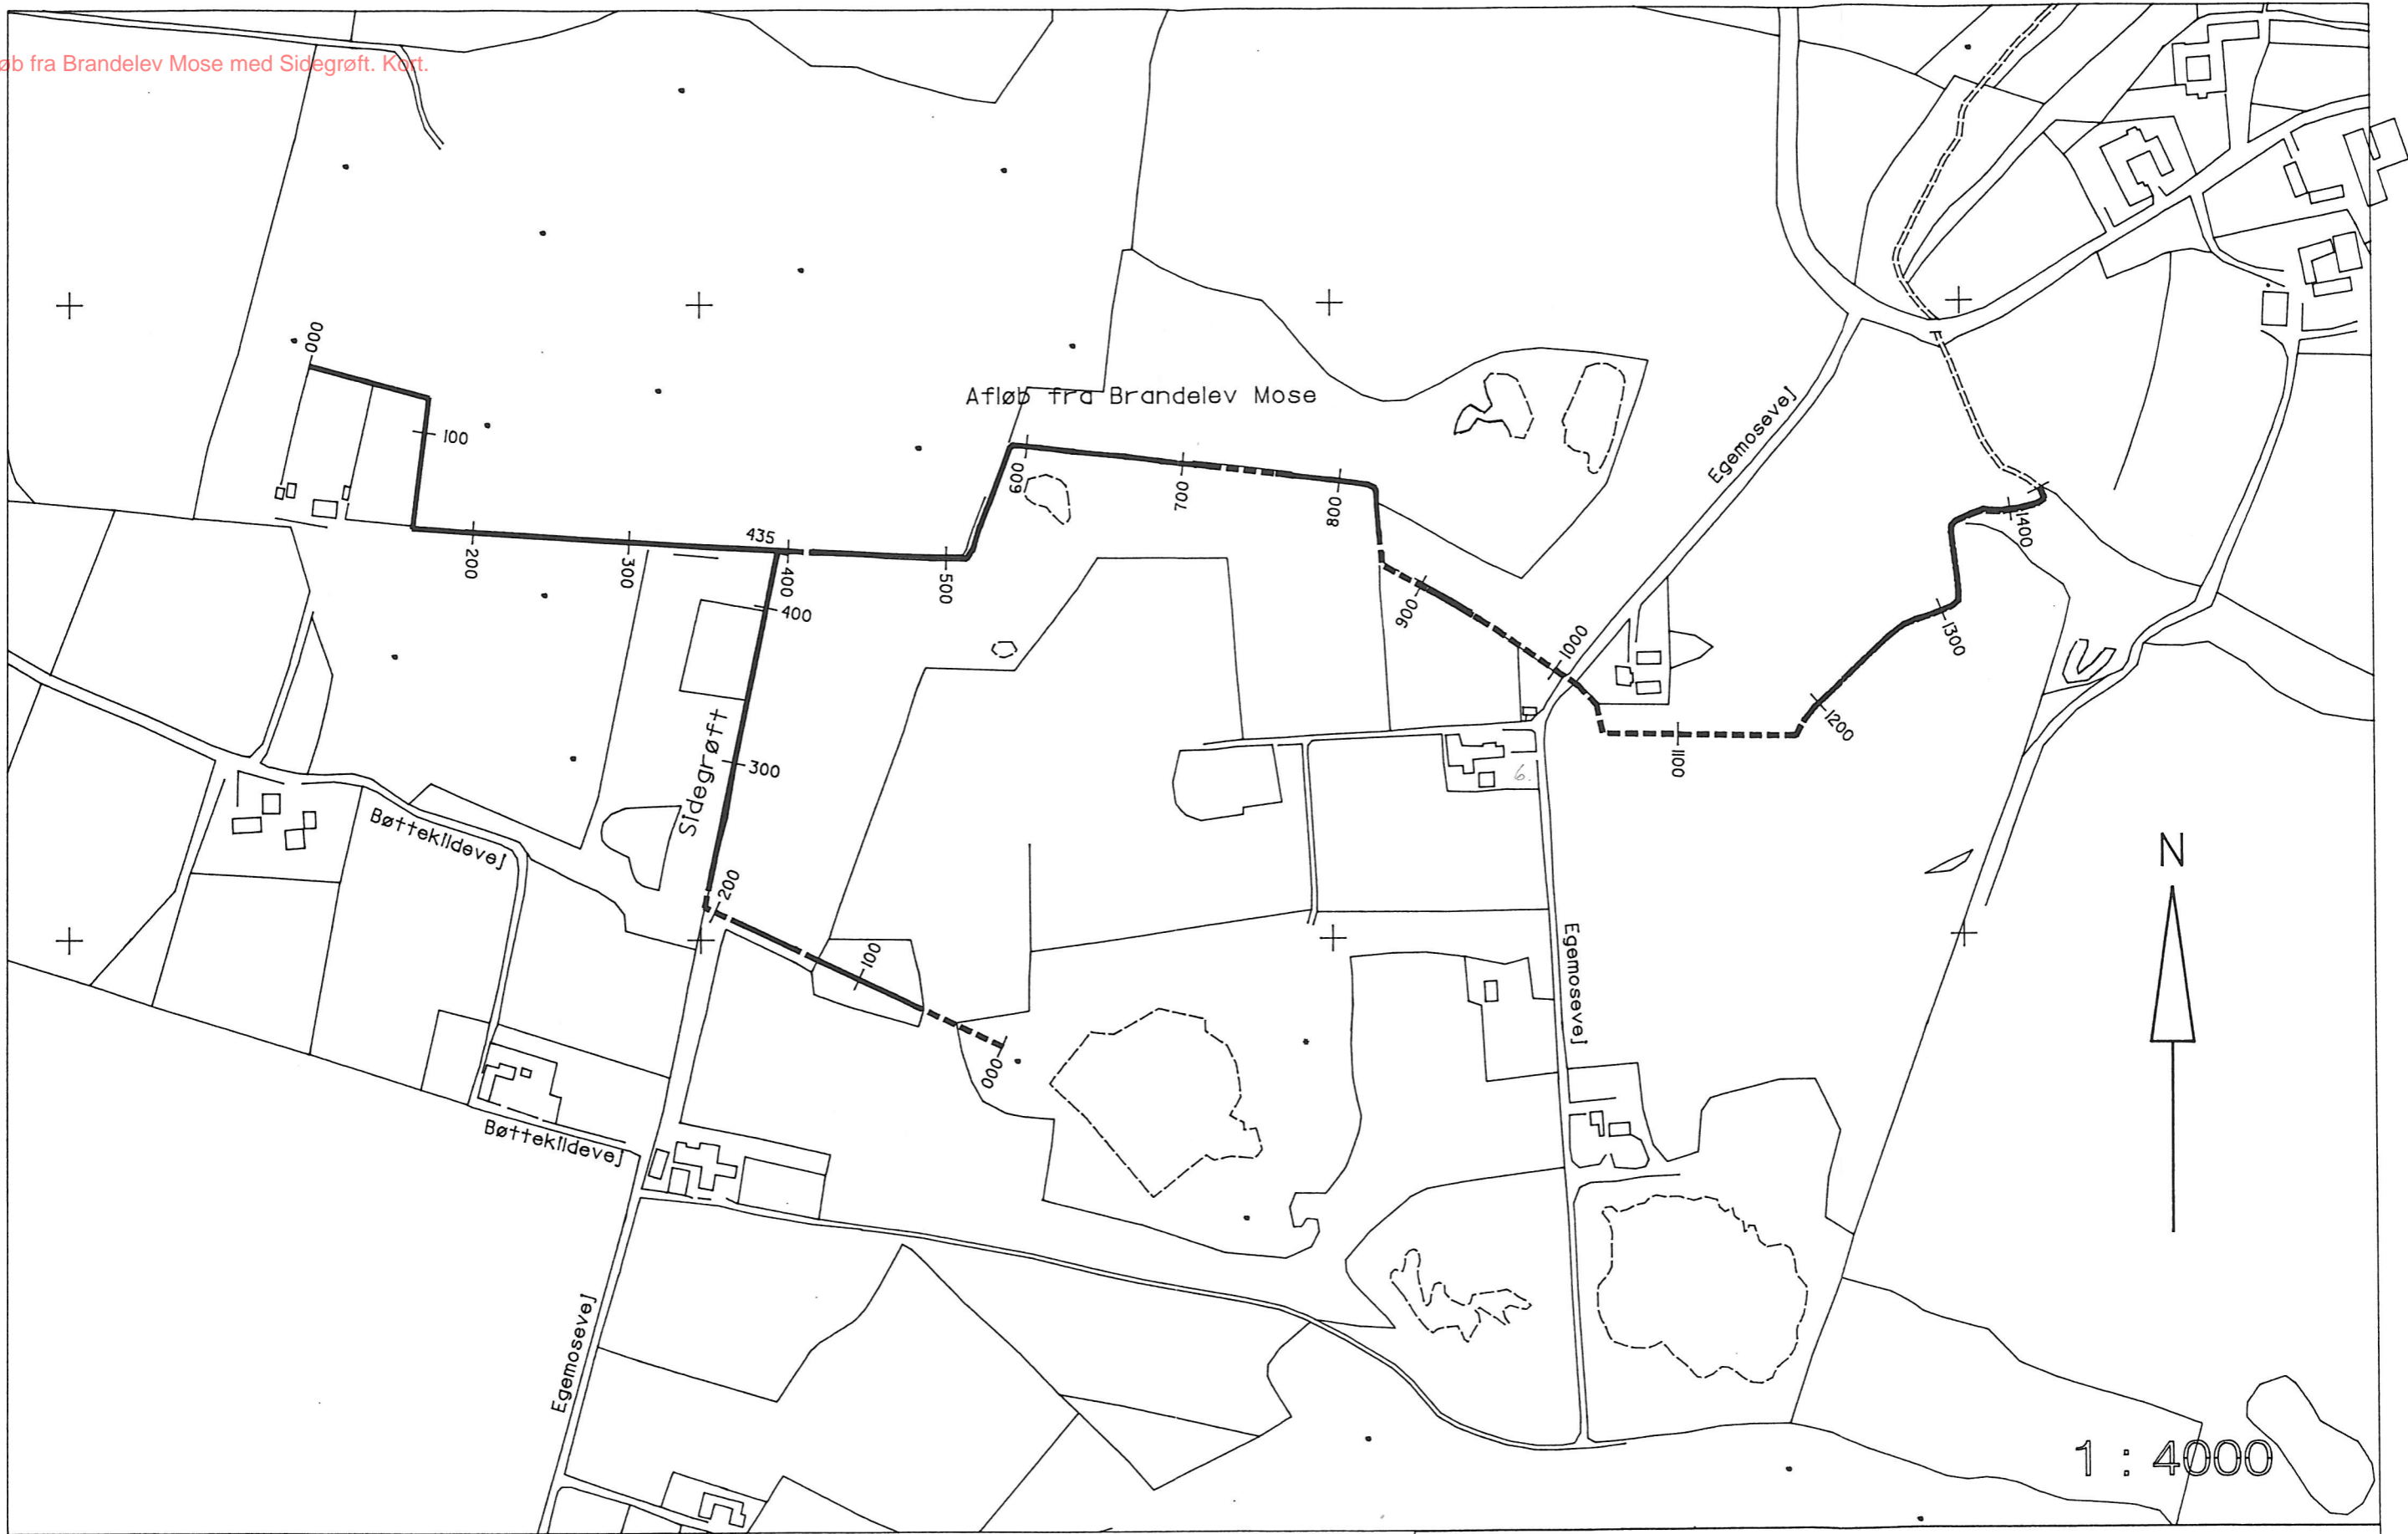 øb fra Brandelev Mose med Sidegrøft. Kort.
000
100
200
300
435
400
500
Afløb fra Brandelev Mose
600
700
800
900
1000
1100
1200
1300
1400
Egemosevej
400
300
Sidegrøft
200
100
000
Bøttekildevej
Bøttekildevej
Egemosevej
Egemosevej
6.
N
1 : 4000